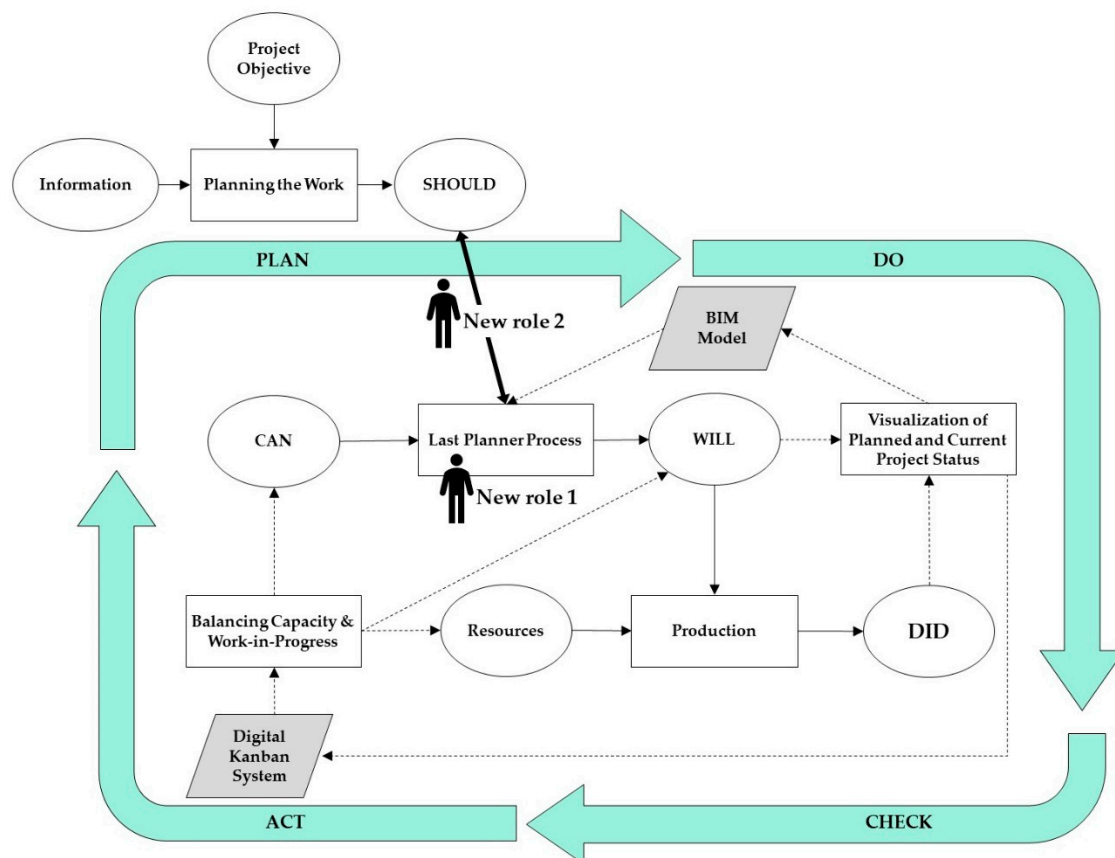 Project
Objective
Information
Planning the Work
SHOULD
PLAN
DO
BIM
Model
New role 2
CAN
Last Planner Process
WILL
Visualization of
Planned and Current
Project Status
New role 1
Balancing Capacity &
Work-in-Progress
Resources
Production
DID
Digital
Kanban
System
ACT
CHECK